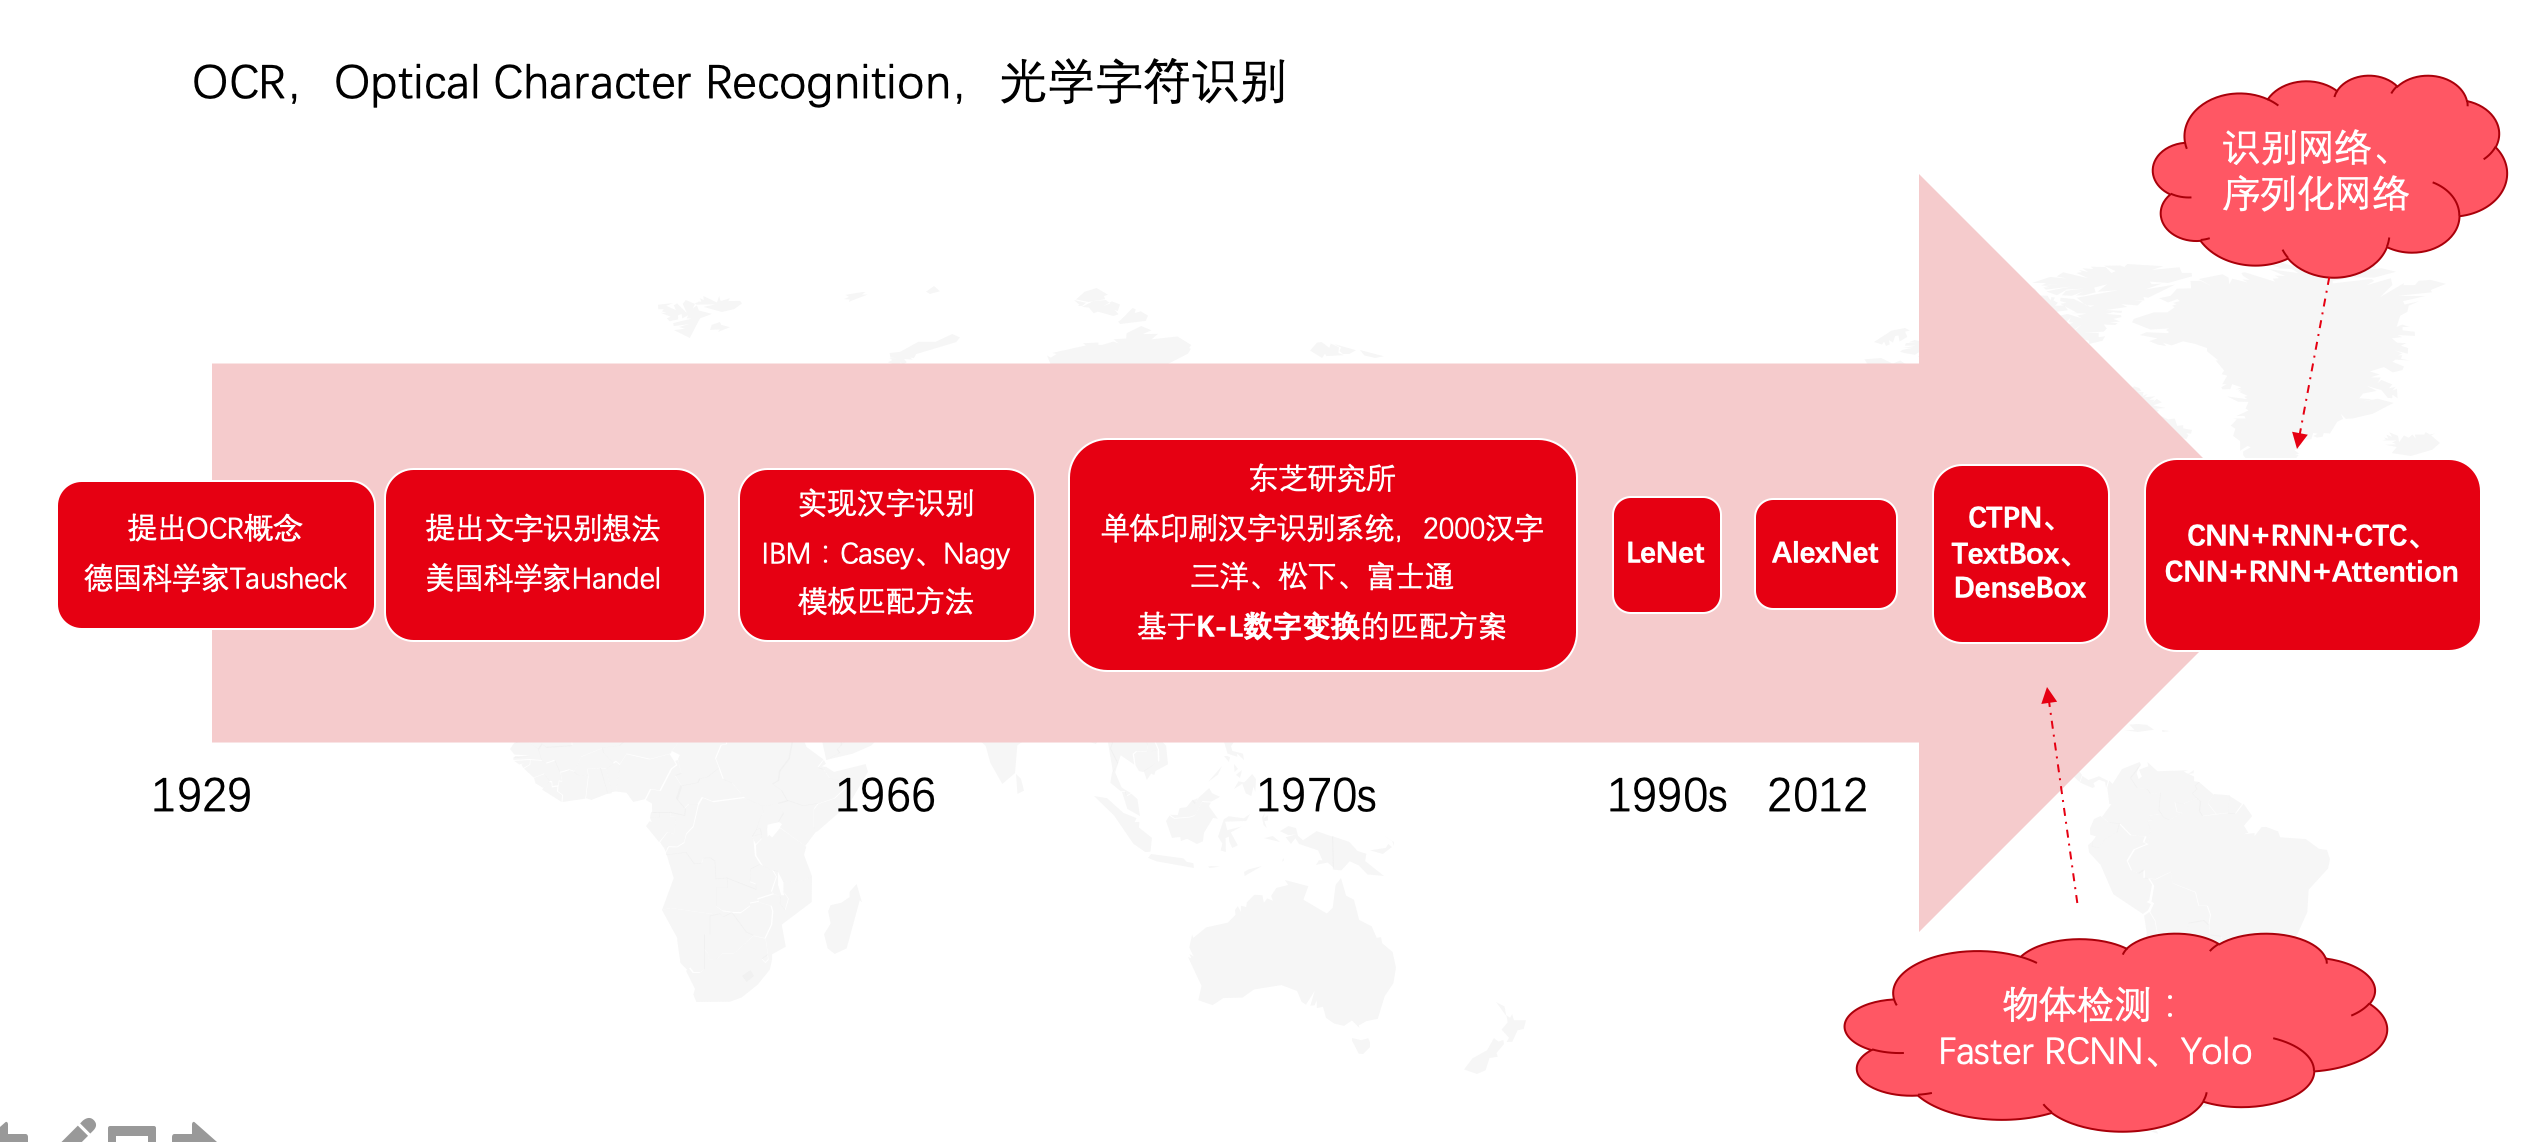 OCR，Optical Character Recognition，光学字符识别
识别网络、
序列化网络
提出OCR概念
德国科学家Tausheck
提出文字识别想法
美国科学家Handel
实现汉字识别
IBM：Casey、Nagy
模板匹配方法
东芝研究所
单体印刷汉字识别系统，2000汉字
三洋、松下、富士通
基于K-L数字变换的匹配方案
LeNet
AlexNet
CTPN、
TextBox、
DenseBox
CNN+RNN+CTC、
CNN+RNN+Attention
1929
1966
1970s
1990s
2012
物体检测：
Faster RCNN、Yolo